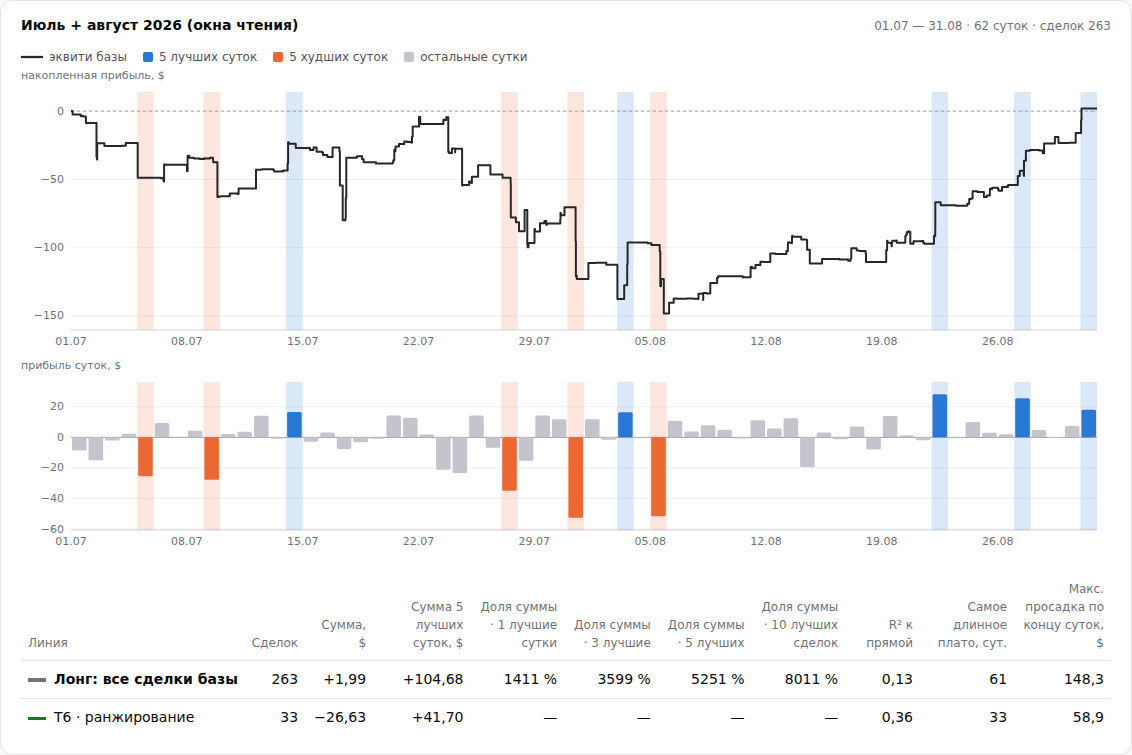 Июль + август 2026 (окна чтения)
01.07 — 31.08 · 62 суток · сделок 263
эквити базы
5 лучших суток
5 худших суток
остальные сутки
накопленная прибыль, $
0
−50
−100
−150
01.07 08.07 15.07 22.07 29.07 05.08 12.08 19.08 26.08
прибыль суток, $
20
0
−20
−40
−60
01.07 08.07 15.07 22.07 29.07 05.08 12.08 19.08 26.08
Макс.
Сумма 5 Доля суммы Доля суммы Самое просадка по
Сумма, лучших · 1 лучшие Доля суммы Доля суммы · 10 лучших R² к длинное концу суток,
Линия Сделок $ суток, $ сутки · 3 лучшие · 5 лучших сделок прямой плато, сут. $
Лонг: все сделки базы 263 +1,99 +104,68 1411 % 3599 % 5251 % 8011 % 0,13 61 148,3
Т6 · ранжирование 33 −26,63 +41,70 — — — — 0,36 33 58,9